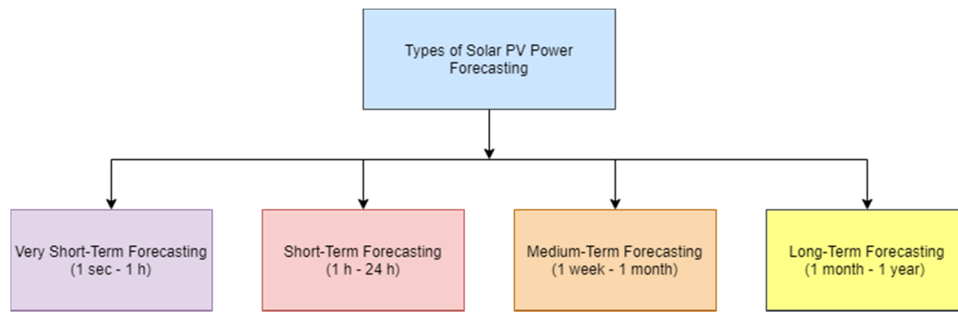 Types of Solar PV Power
Forecasting
Very Short-Term Forecasting
(1 sec - 1 h)
Short-Term Forecasting
(1 h - 24 h)
Medium-Term Forecasting
(1 week - 1 month)
Long-Term Forecasting
(1 month - 1 year)